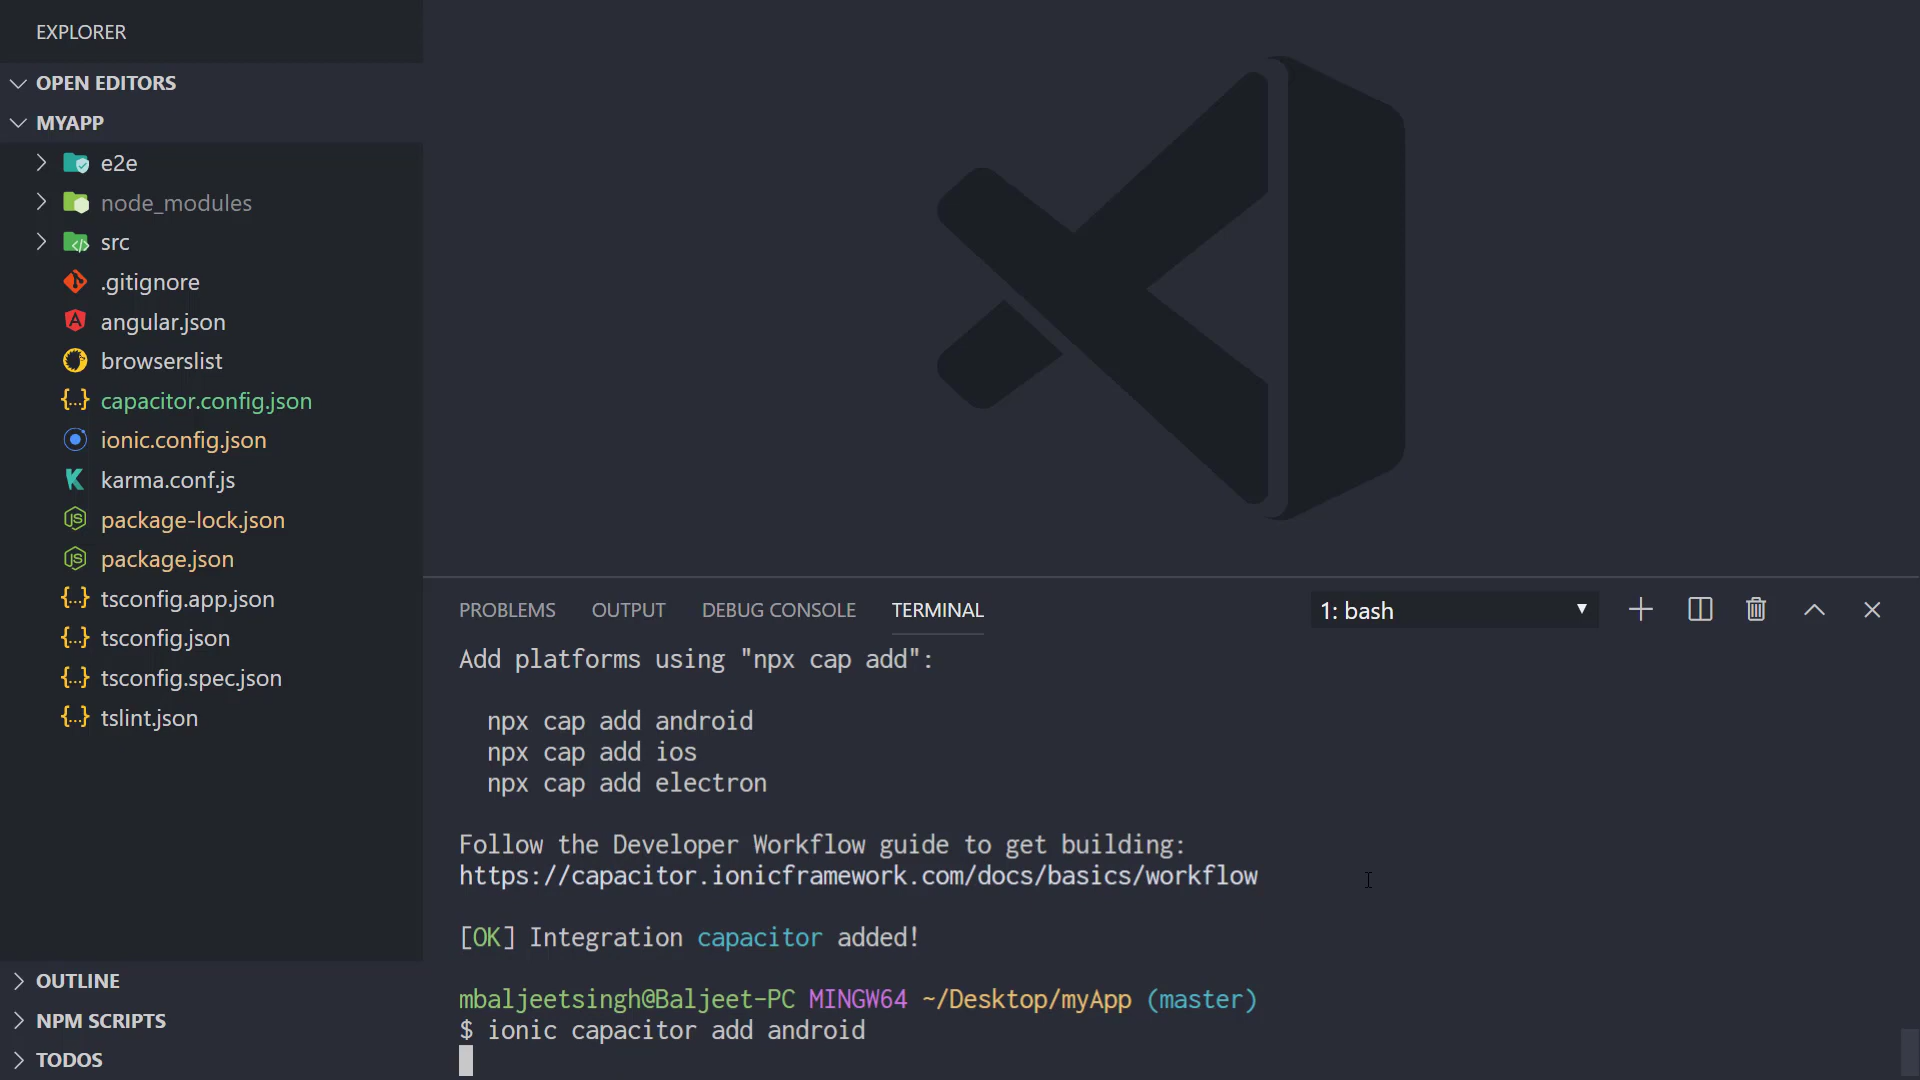 EXPLORER
OPEN EDITORS
MYAPP
e2e
node_modules
src
.gitignore
angular.json
browserslist
capacitor.config.json
ionic.config.json
karma.conf.js
package-lock.json
package.json
tsconfig.app.json
tsconfig.json
tsconfig.spec.json
tslint.json
OUTLINE
NPM SCRIPTS
TODOS
PROBLEMS OUTPUT DEBUG CONSOLE TERMINAL 1: bash
Add platforms using "npx cap add":
npx cap add android
npx cap add ios
npx cap add electron
Follow the Developer Workflow guide to get building:
https://capacitor.ionicframework.com/docs/basics/workflow
[OK] Integration capacitor added!
mbaljeetsingh@Baljeet-PC MINGW64 ~/Desktop/myApp (master)
$ ionic capacitor add android